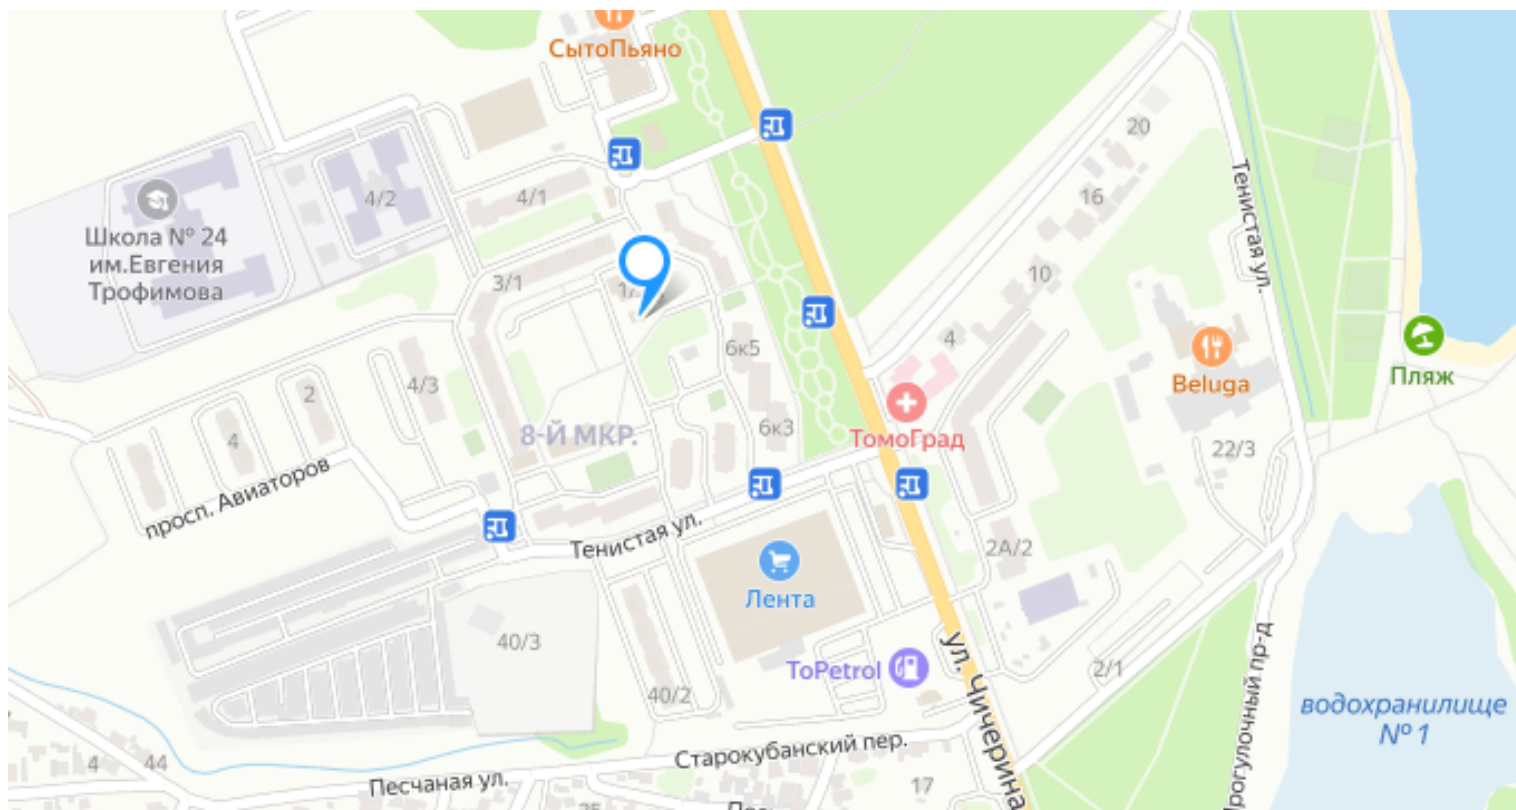 СытоПьяно
20
4/1
4/2
16
Тенистая ул.
Школа № 24
им.Евгения
Трофимова
3/1
10
6к5
4
2
4/3
Beluga
Пляж
4
8-Й МКР.
6к3
ТомоГрад
22/3
просп. Авиаторов
Тенистая ул.
2А/2
Лента
40/3
ToPetrol
2/1
40/2
ул. Чичерина
водохранилище
№ 1
Старокубанский пер.
4
44
Песчаная ул.
17